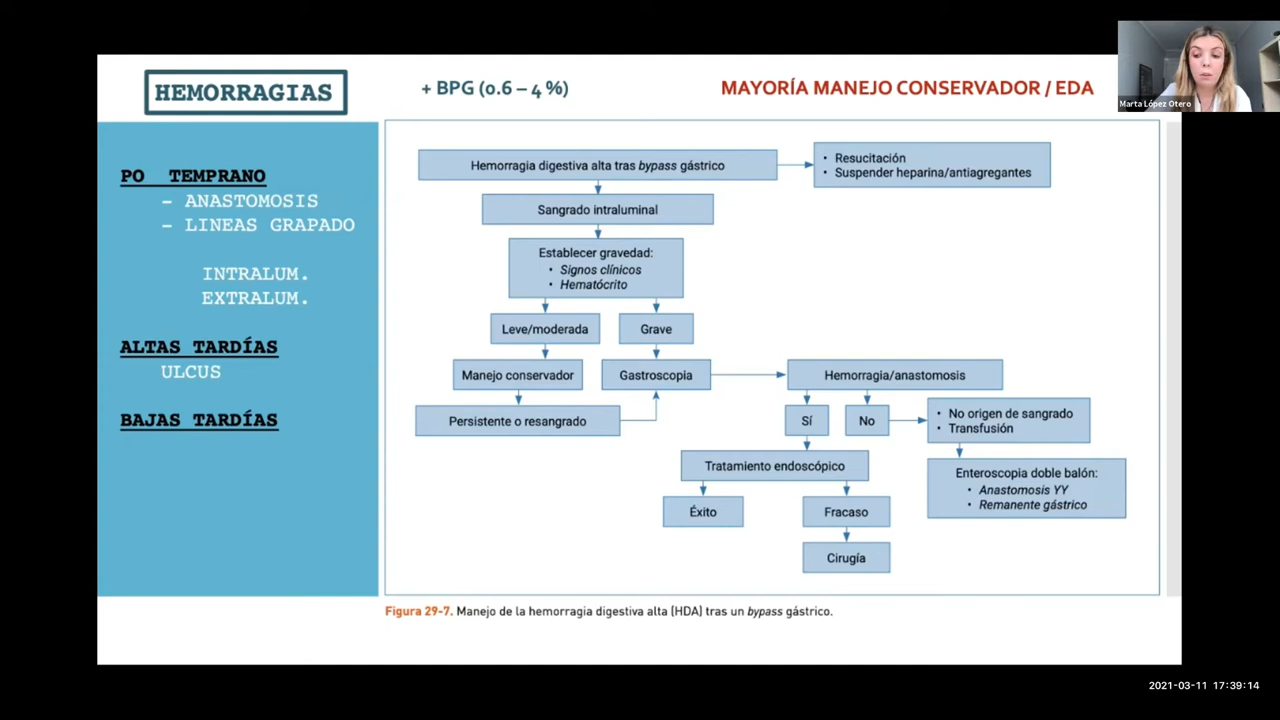 HEMORRAGIAS
+ BPG (0.6 – 4 %)
MAYORÍA MANEJO CONSERVADOR / EDA
Marta López Otero
PO TEMPRANO
– ANASTOMOSIS
– LINEAS GRAPADO
INTRALUM.
EXTRALUM.
ALTAS TARDÍAS
ULCUS
BAJAS TARDÍAS
Hemorragia digestiva alta tras bypass gástrico
• Resucitación
• Suspender heparina/antiagregantes
Sangrado intraluminal
Establecer gravedad:
• Signos clínicos
• Hematócrito
Leve/moderada
Grave
Manejo conservador
Gastroscopia
Hemorragia/anastomosis
Persistente o resangrado
Sí
No
• No origen de sangrado
• Transfusión
Tratamiento endoscópico
Enteroscopia doble balón:
• Anastomosis YY
• Remanente gástrico
Éxito
Fracaso
Cirugía
Figura 29-7. Manejo de la hemorragia digestiva alta (HDA) tras un bypass gástrico.
2021-03-11 17:39:14